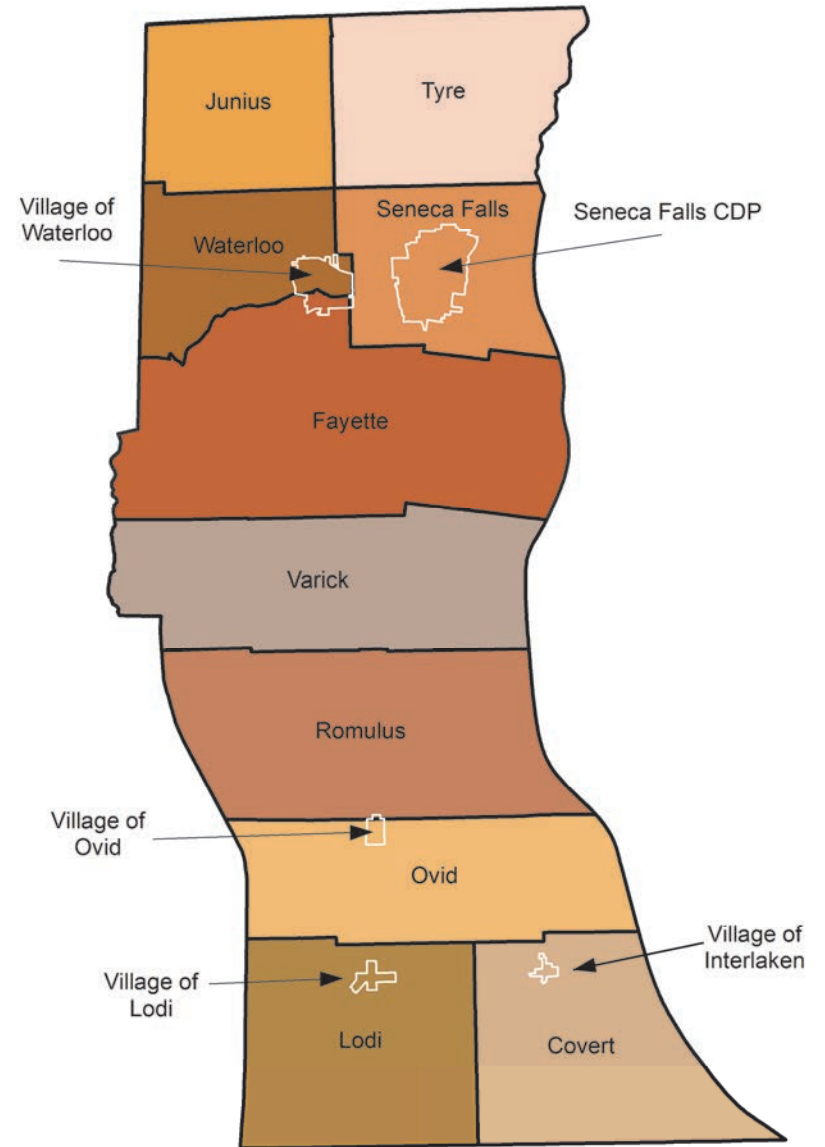 Junius
Tyre
Village of
Waterloo
Waterloo
Seneca Falls
Seneca Falls CDP
Fayette
Varick
Romulus
Village of
Ovid
Ovid
Village of
Interlaken
Village of
Lodi
Lodi
Covert